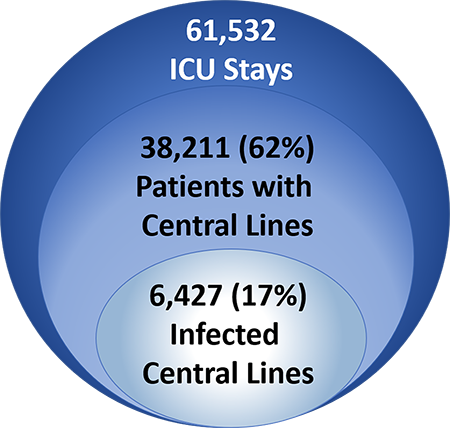 61,532
ICU Stays
38,211 (62%)
Patients with
Central Lines
6,427 (17%)
Infected
Central Lines